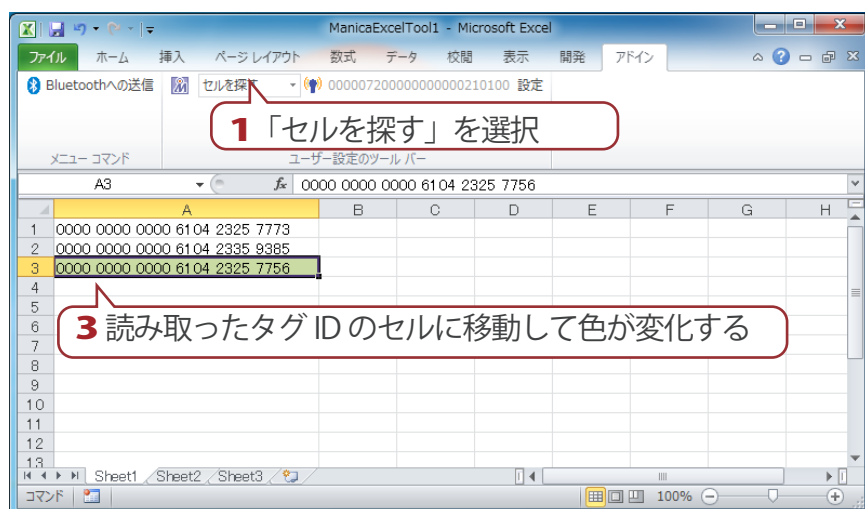 ManicaExcelTool1 - Microsoft Excel
ファイル ホーム 挿入 ページ レイアウト 数式 データ 校閲 表示 開発 アドイン
Bluetoothへの送信 セルを探す 0000072000000000000210100 設定
1「セルを探す」を選択
メニュー コマンド ユーザー設定のツール バー
A3 fx 0000 0000 0000 6104 2325 7756
A B C D E F G H
1 0000 0000 0000 6104 2325 7773
2 0000 0000 0000 6104 2335 9385
3 0000 0000 0000 6104 2325 7756
4
5
3 読み取ったタグ ID のセルに移動して色が変化する
6
7
8
9
10
11
12
13
Sheet1 Sheet2 Sheet3
コマンド 100%